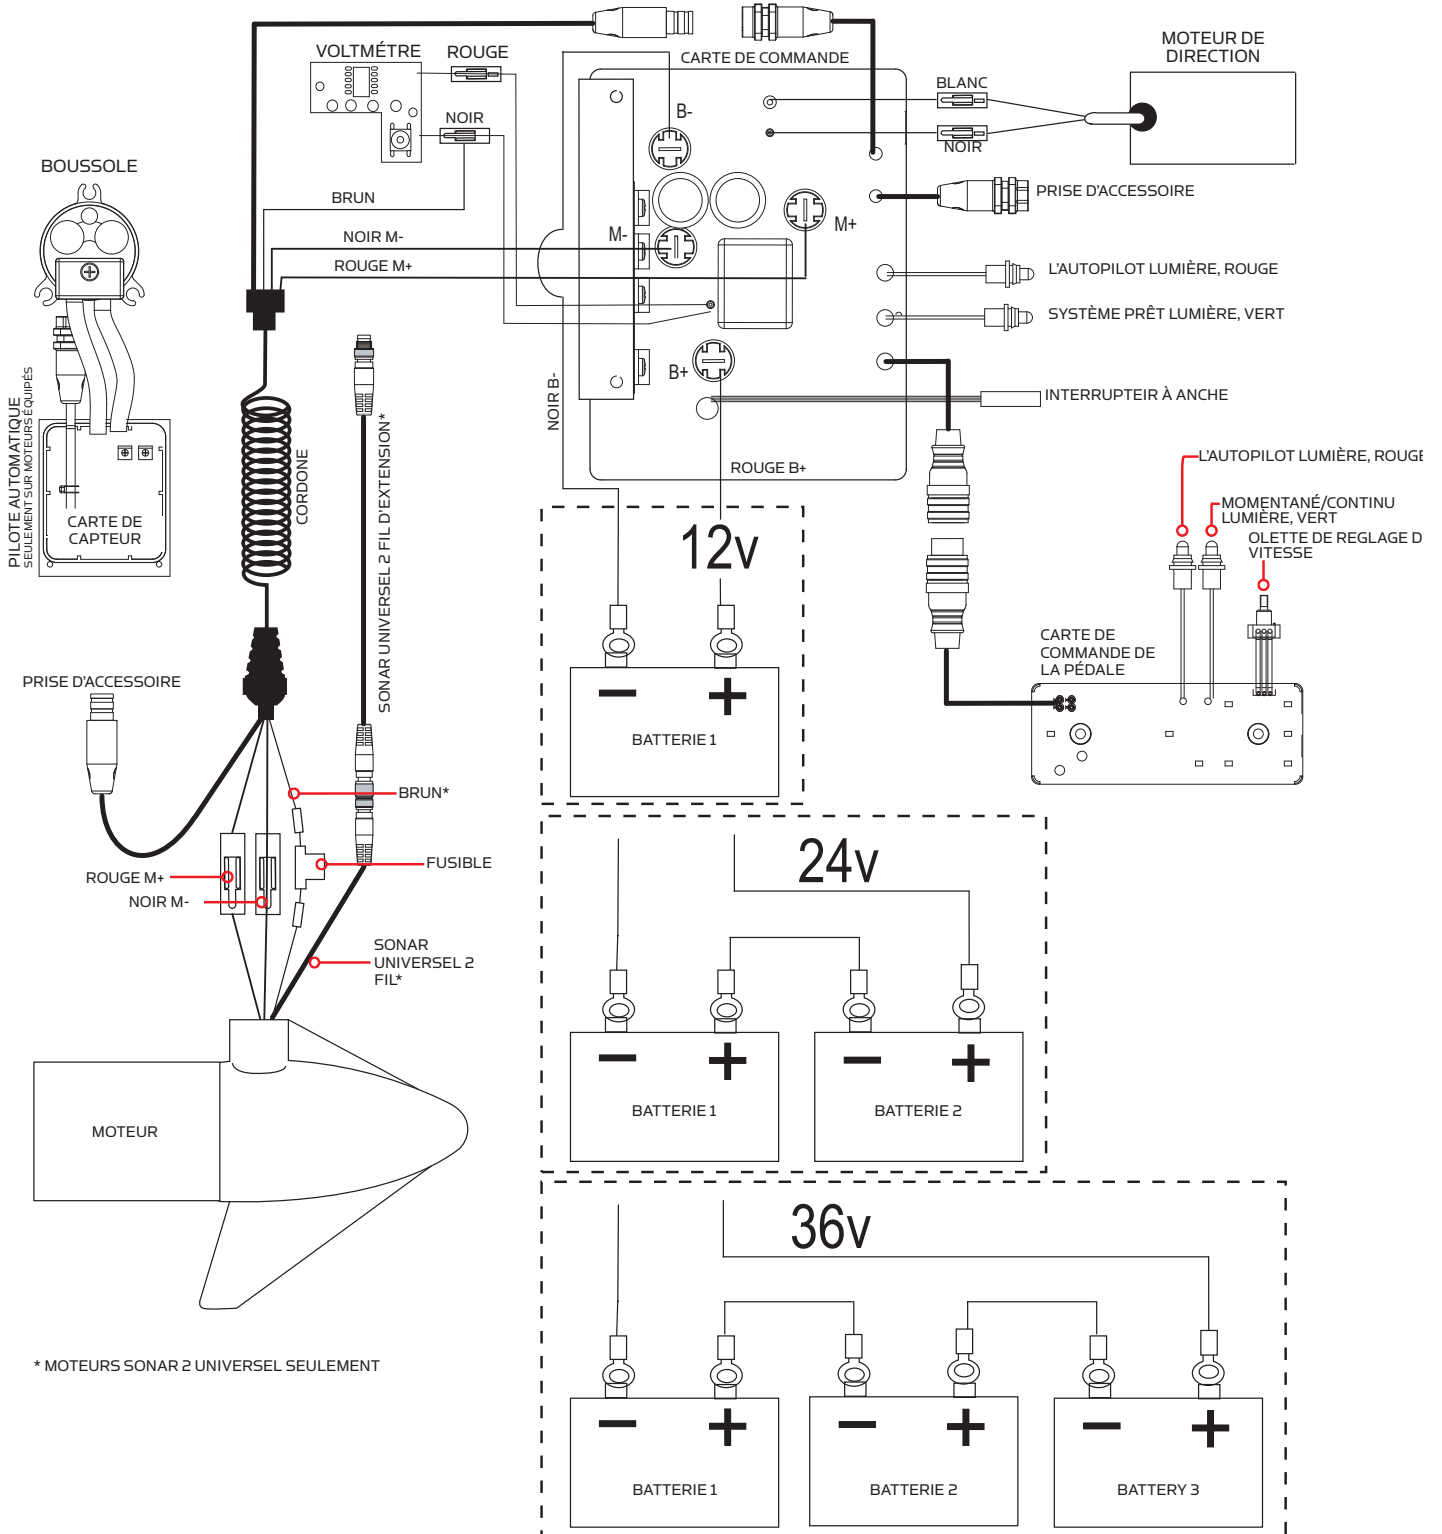 VOLTMÉTRE
ROUGE
CARTE DE COMMANDE
MOTEUR DE
DIRECTION
BLANC
NOIR
B-
NOIR
BOUSSOLE
PRISE D'ACCESSOIRE
BRUN
M+
M-
NOIR M-
ROUGE M+
L'AUTOPILOT LUMIÈRE, ROUGE
SYSTÈME PRÊT LUMIÈRE, VERT
B+
NOIR B-
INTERRUPTEIR À ANCHE
PILOTE AUTOMATIQUE
SEULEMENT SUR MOTEURS ÉQUIPÉS
CORDONE
SONAR UNIVERSEL 2 FIL D'EXTENSION*
ROUGE B+
L'AUTOPILOT LUMIÈRE, ROUGE
MOMENTANÉ/CONTINU
LUMIÈRE, VERT
OLETTE DE REGLAGE D
VITESSE
CARTE DE
CAPTEUR
12v
CARTE DE
COMMANDE DE
LA PÉDALE
PRISE D'ACCESSOIRE
BATTERIE 1
BRUN*
FUSIBLE
ROUGE M+
NOIR M-
24v
SONAR
UNIVERSEL 2
FIL*
BATTERIE 1
BATTERIE 2
MOTEUR
36v
* MOTEURS SONAR 2 UNIVERSEL SEULEMENT
BATTERIE 1
BATTERIE 2
BATTERY 3